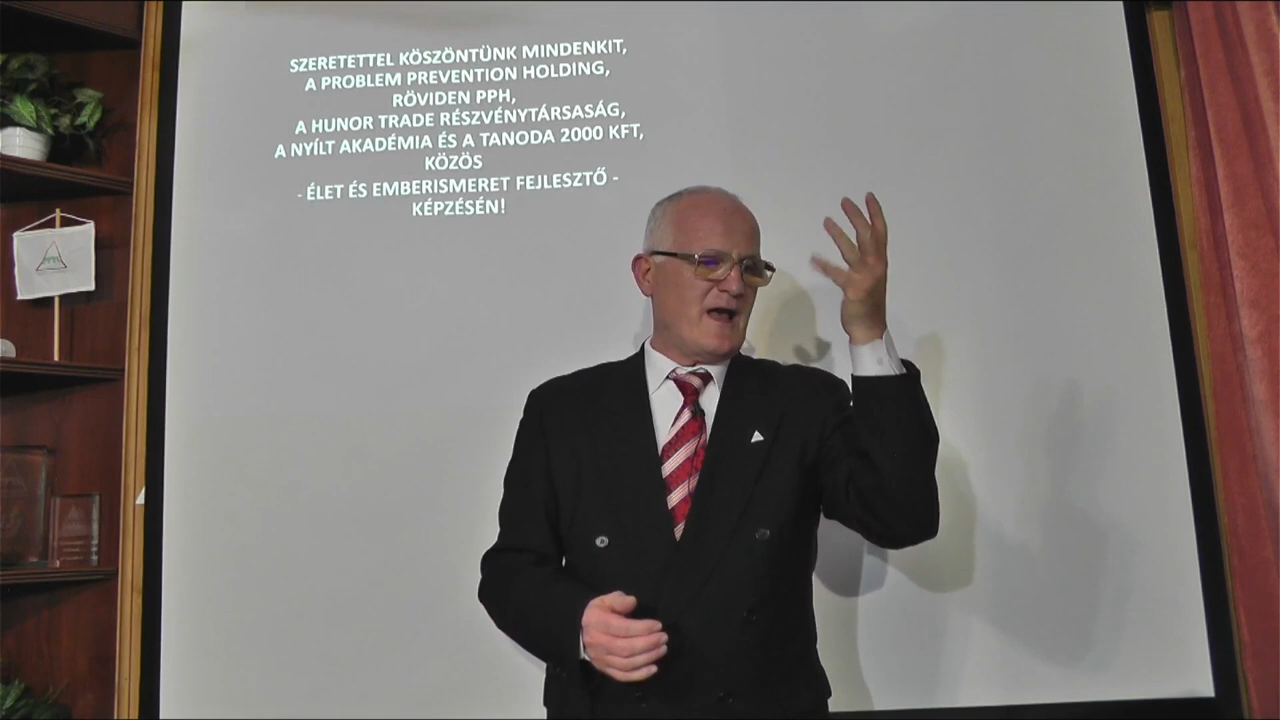 SZERETETTEL KÖSZÖNTÜNK MINDENKIT,
A PROBLEM PREVENTION HOLDING,
RÖVIDEN PPH,
A HUNOR TRADE RÉSZVÉNYTÁRSASÁG,
A NYÍLT AKADÉMIA ÉS A TANODA 2000 KFT,
KÖZÖS
- ÉLET ÉS EMBERISMERET FEJLESZTŐ -
KÉPZÉSÉN!